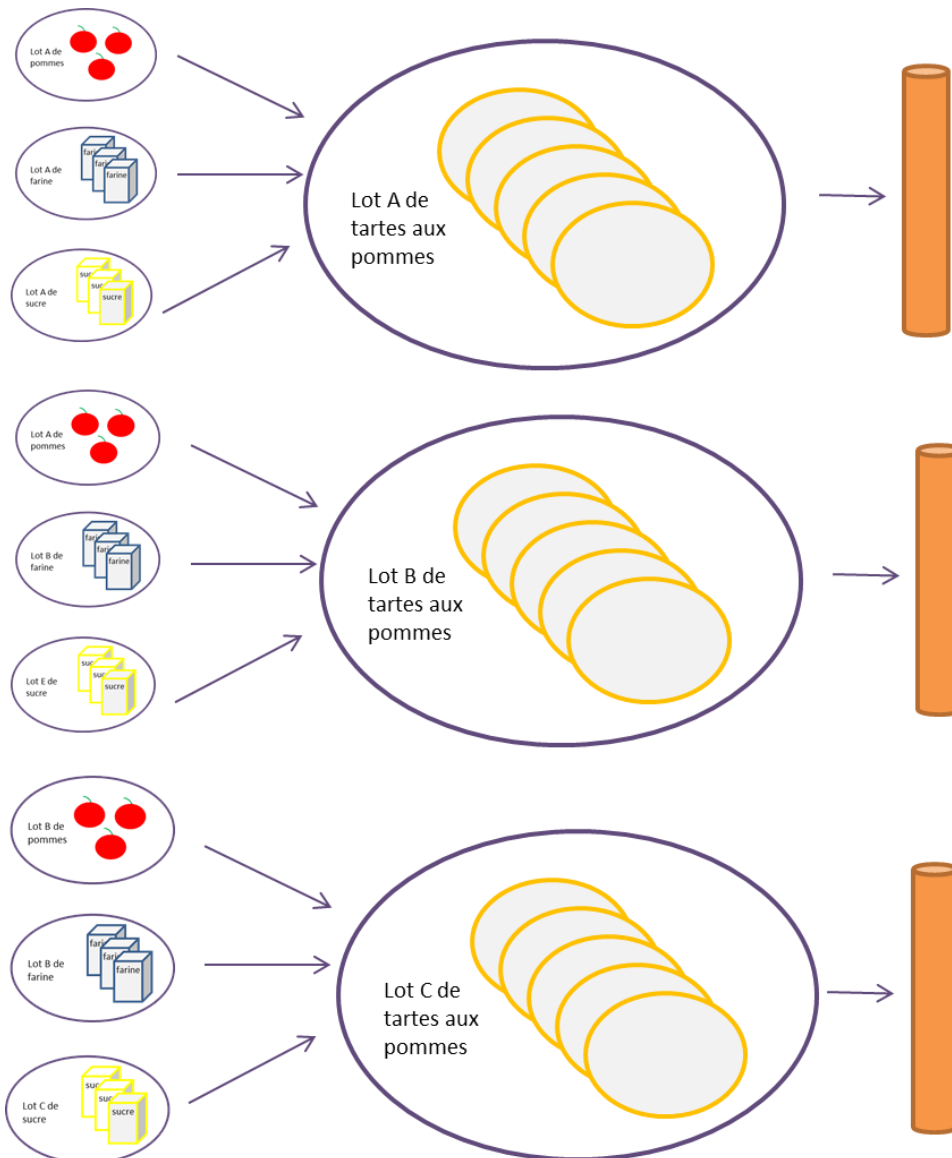 Lot A de
pommes
Lot A de
farine
farine
farine
Lot A de
sucre
sucre
Lot A de
tartes aux
pommes
Lot A de
pommes
Lot B de
farine
farine
farine
Lot E de
sucre
sucre
Lot B de
tartes aux
pommes
Lot B de
pommes
Lot B de
farine
farine
Lot C de
sucre
sucre
Lot C de
tartes aux
pommes